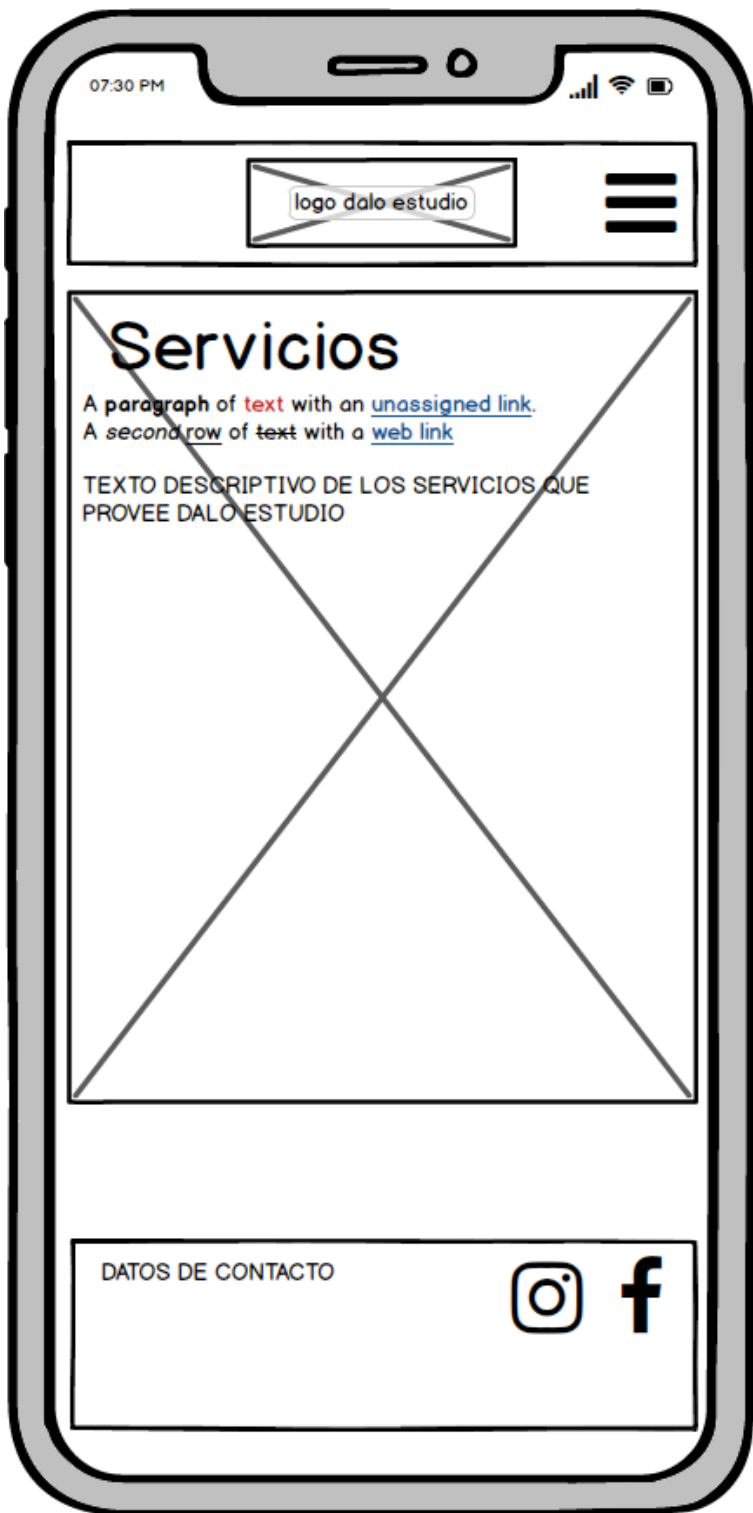 07:30 PM
logo dalo estudio
Servicios
A paragraph of text with an unassigned link.
A second row of text with a web link
TEXTO DESCRIPTIVO DE LOS SERVICIOS QUE
PROVEE DALO ESTUDIO
DATOS DE CONTACTO